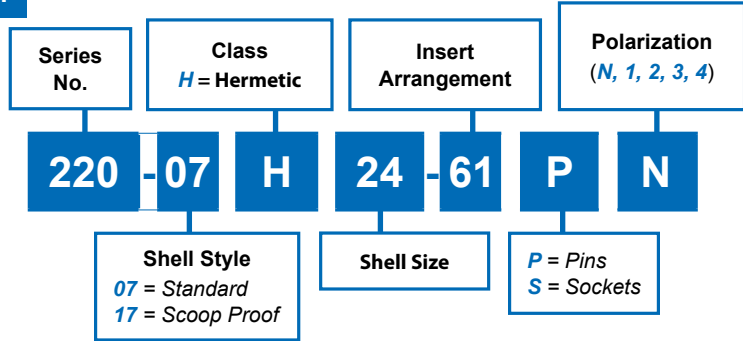 Series
No.
Class
H = Hermetic
Insert
Arrangement
Polarization
(N, 1, 2, 3, 4)
220 - 07 H 24 - 61 P N
Shell Style
07 = Standard
17 = Scoop Proof
Shell Size
P = Pins
S = Sockets